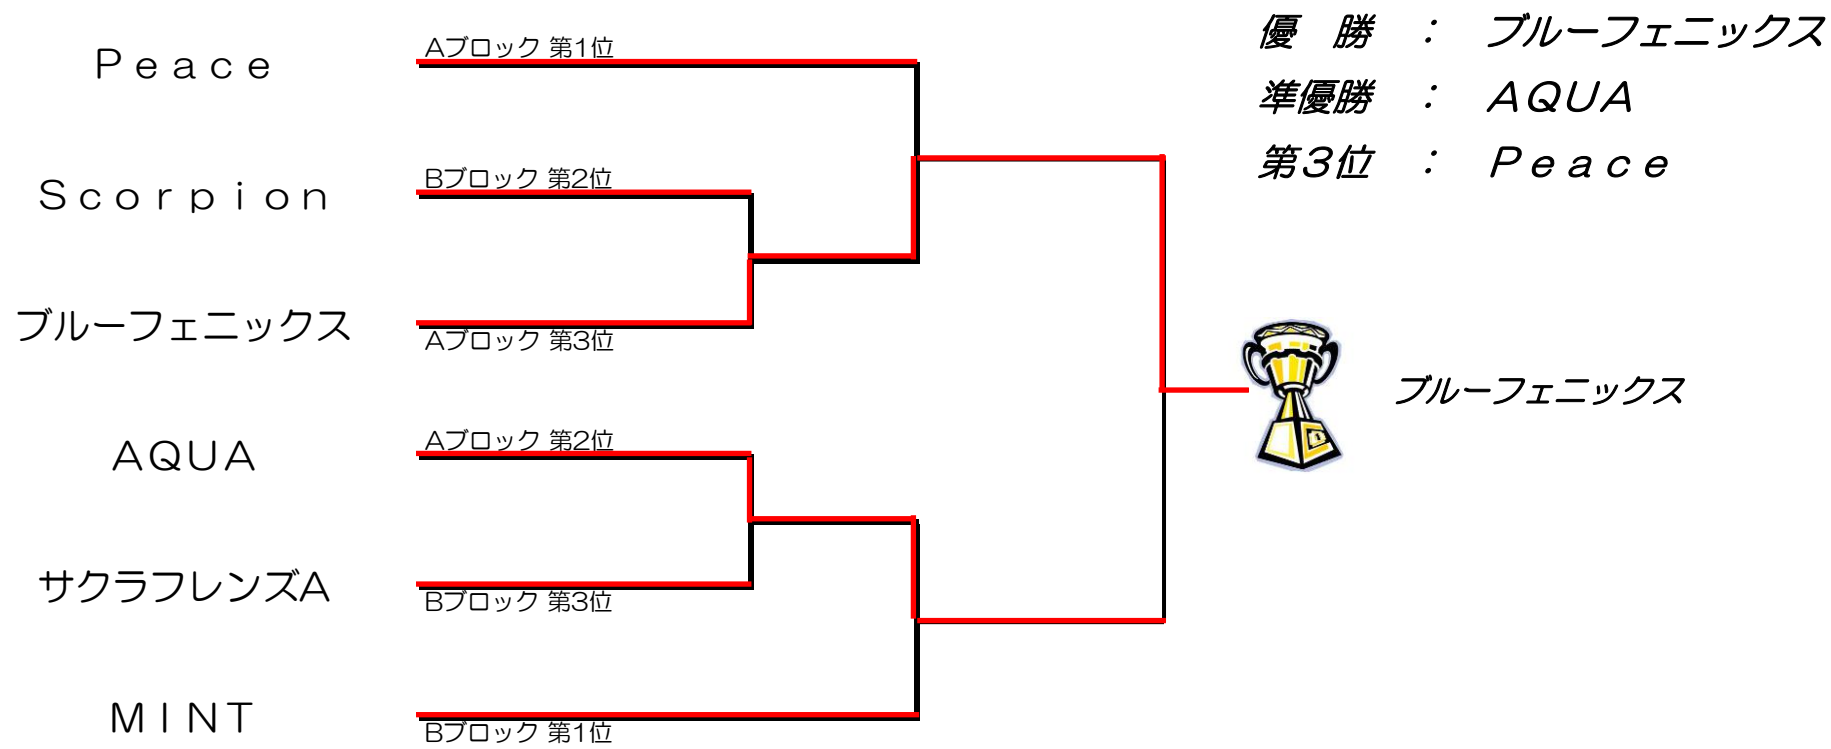 優　勝　：　ブルーフェニックス
準優勝　：　ＡＱＵＡ
第３位　：　Ｐｅａｃｅ
Ｐｅａｃｅ
Aブロック 第1位
Ｓｃｏｒｐｉｏｎ
Bブロック 第2位
ブルーフェニックス
Aブロック 第3位
ブルーフェニックス
ＡＱＵＡ
Aブロック 第2位
サクラフレンズA
Bブロック 第3位
ＭＩＮＴ
Bブロック 第1位